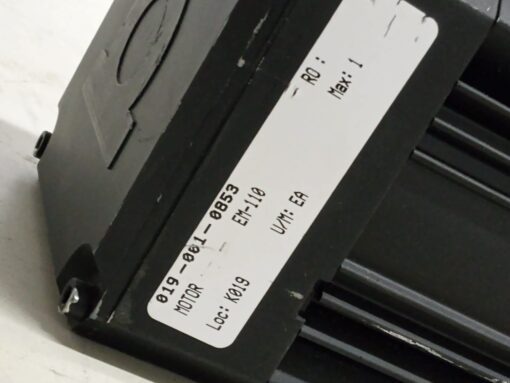 019-001-0853
MOTOR EM-110
Loc: K019 U/M: EA Max: 1
RO :